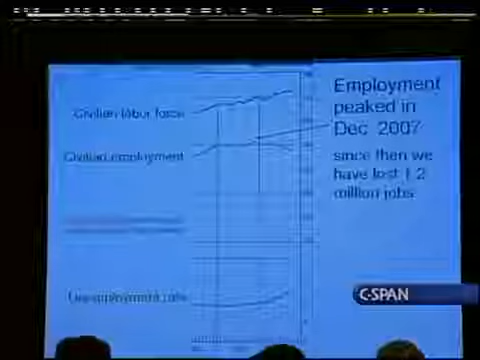 Employment
peaked in
Dec 2007
since then we
have lost 1.2
million jobs
Civilian labor force
Civilian employment
Unemployment rate
C-SPAN